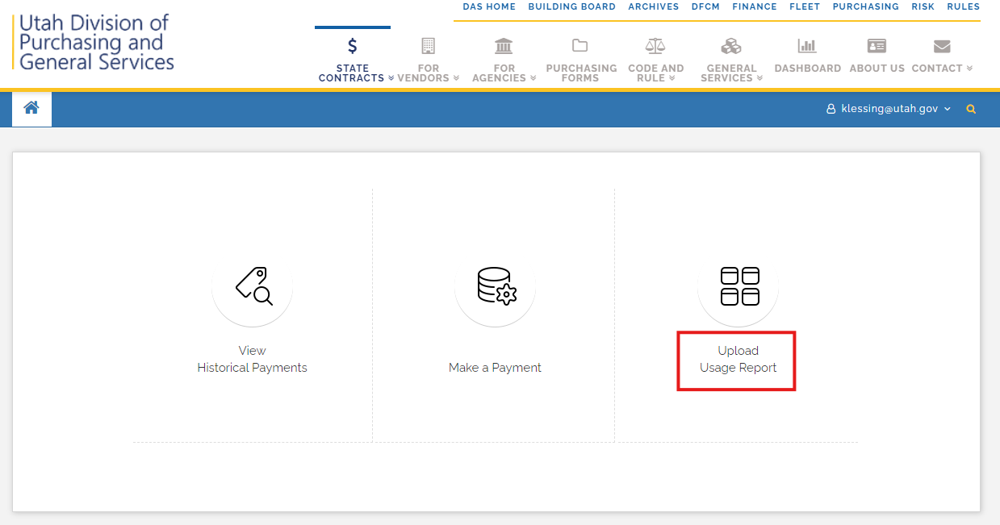 DAS HOME BUILDING BOARD ARCHIVES DFCM FINANCE FLEET PURCHASING RISK RULES
Utah Division of
Purchasing and
General Services
STATE
CONTRACTS
FOR
VENDORS
FOR
AGENCIES
PURCHASING
FORMS
CODE AND
RULE
GENERAL
SERVICES
DASHBOARD
ABOUT US
CONTACT
klessing@utah.gov
View
Historical Payments
Make a Payment
Upload
Usage Report